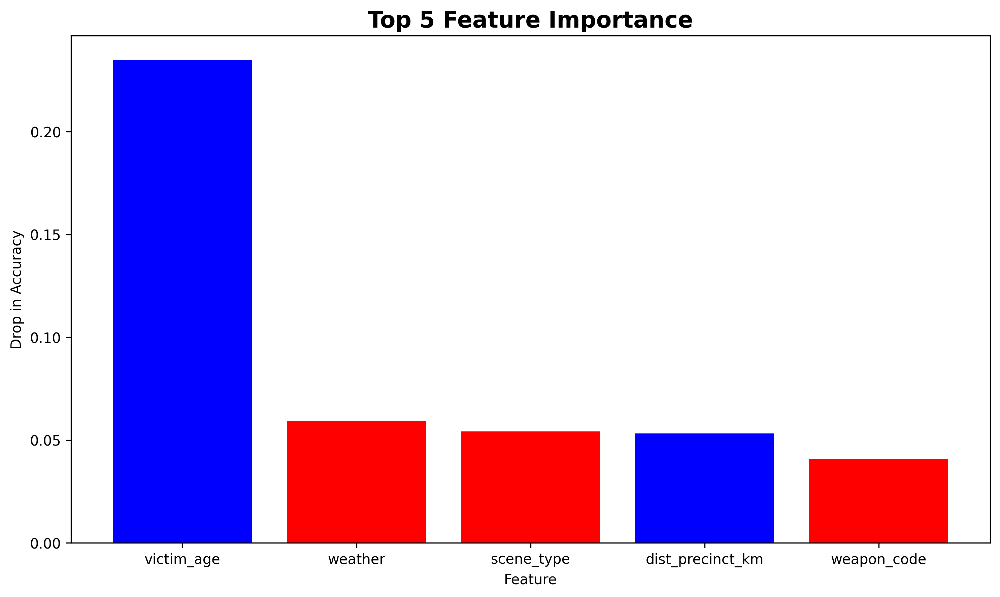 Top 5 Feature Importance
Drop in Accuracy
0.20
0.15
0.10
0.05
0.00
victim_age weather scene_type dist_precinct_km weapon_code
Feature